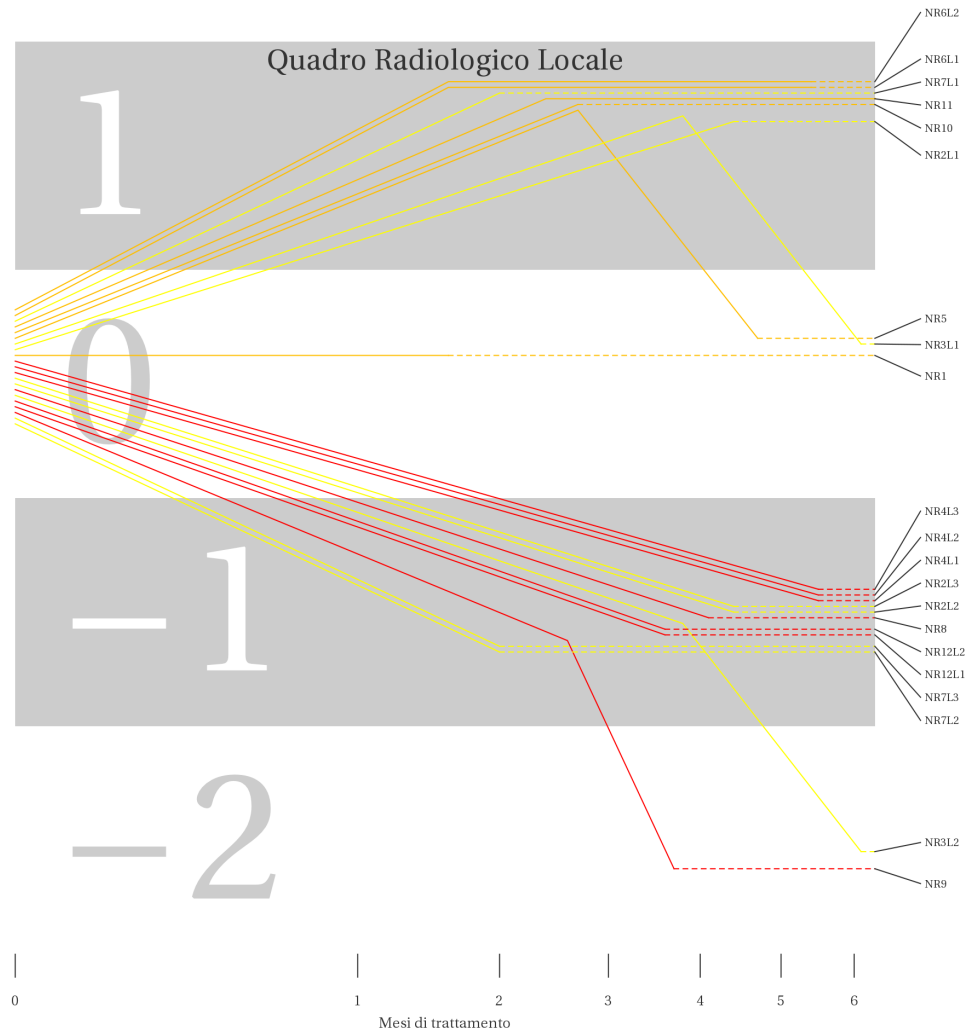 NR6L2
Quadro Radiologico Locale
NR6L1
NR7L1
1
NR11
NR10
NR2L1
NR5
NR3L1
0
NR1
NR4L3
NR4L2
NR4L1
NR2L3
NR2L2
−1
NR8
NR12L2
NR12L1
NR7L3
NR7L2
−2
NR3L2
NR9
0 1 2 3 4 5 6
Mesi di trattamento